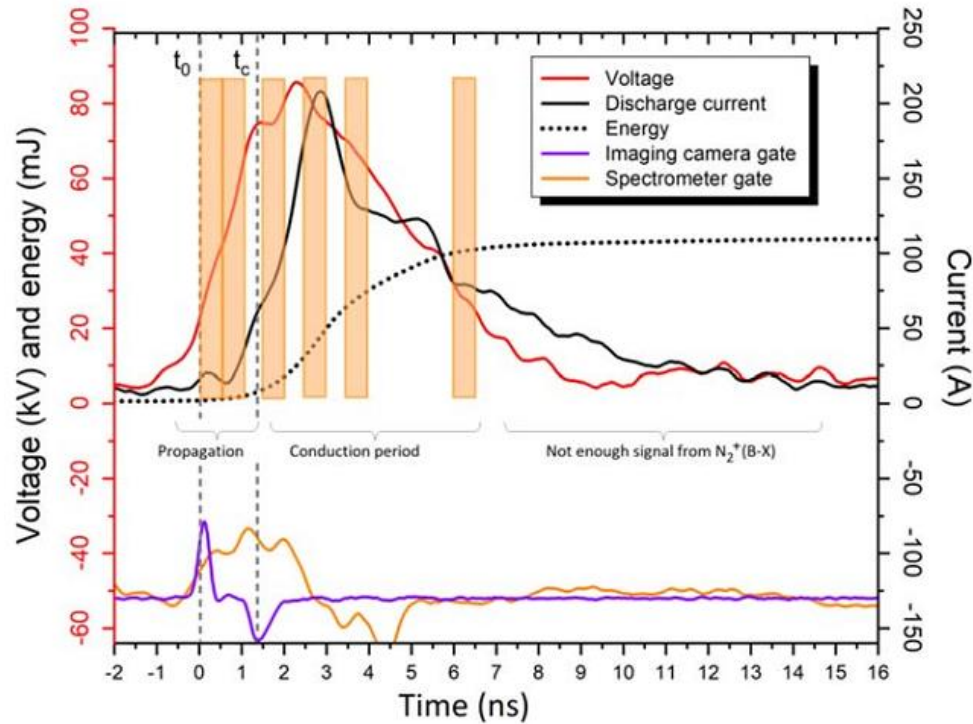 t0
tc
Voltage
Discharge current
Energy
Imaging camera gate
Spectrometer gate
100
80
60
40
20
0
-20
-40
-60
Voltage (kV) and energy (mJ)
250
200
150
100
50
0
-50
-100
-150
Current (A)
Propagation
Conduction period
Not enough signal from N2+(B-X)
-2 -1 0 1 2 3 4 5 6 7 8 9 10 11 12 13 14 15 16
Time (ns)